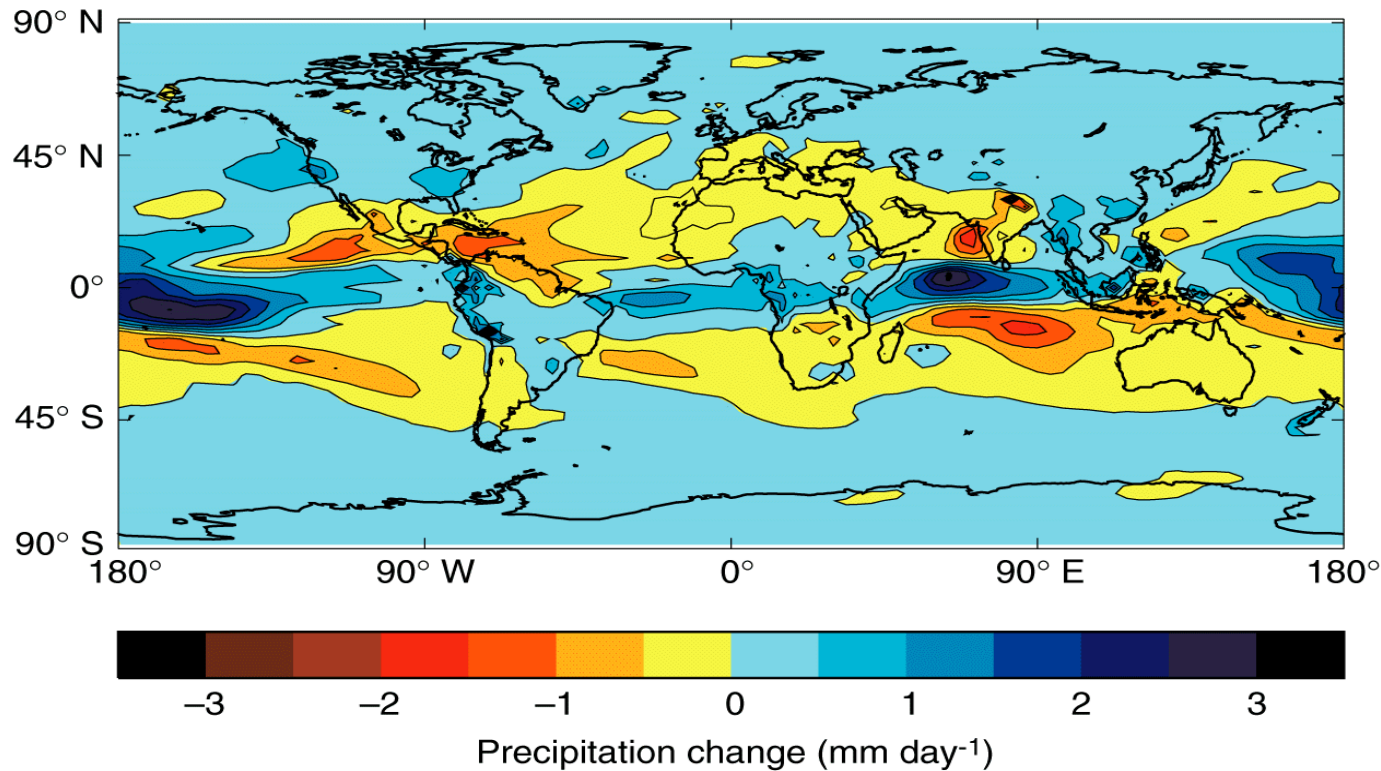 90° N
45° N
0°
45° S
90° S
180° 90° W 0° 90° E 180°
–3 –2 –1 0 1 2 3
Precipitation change (mm day-1)